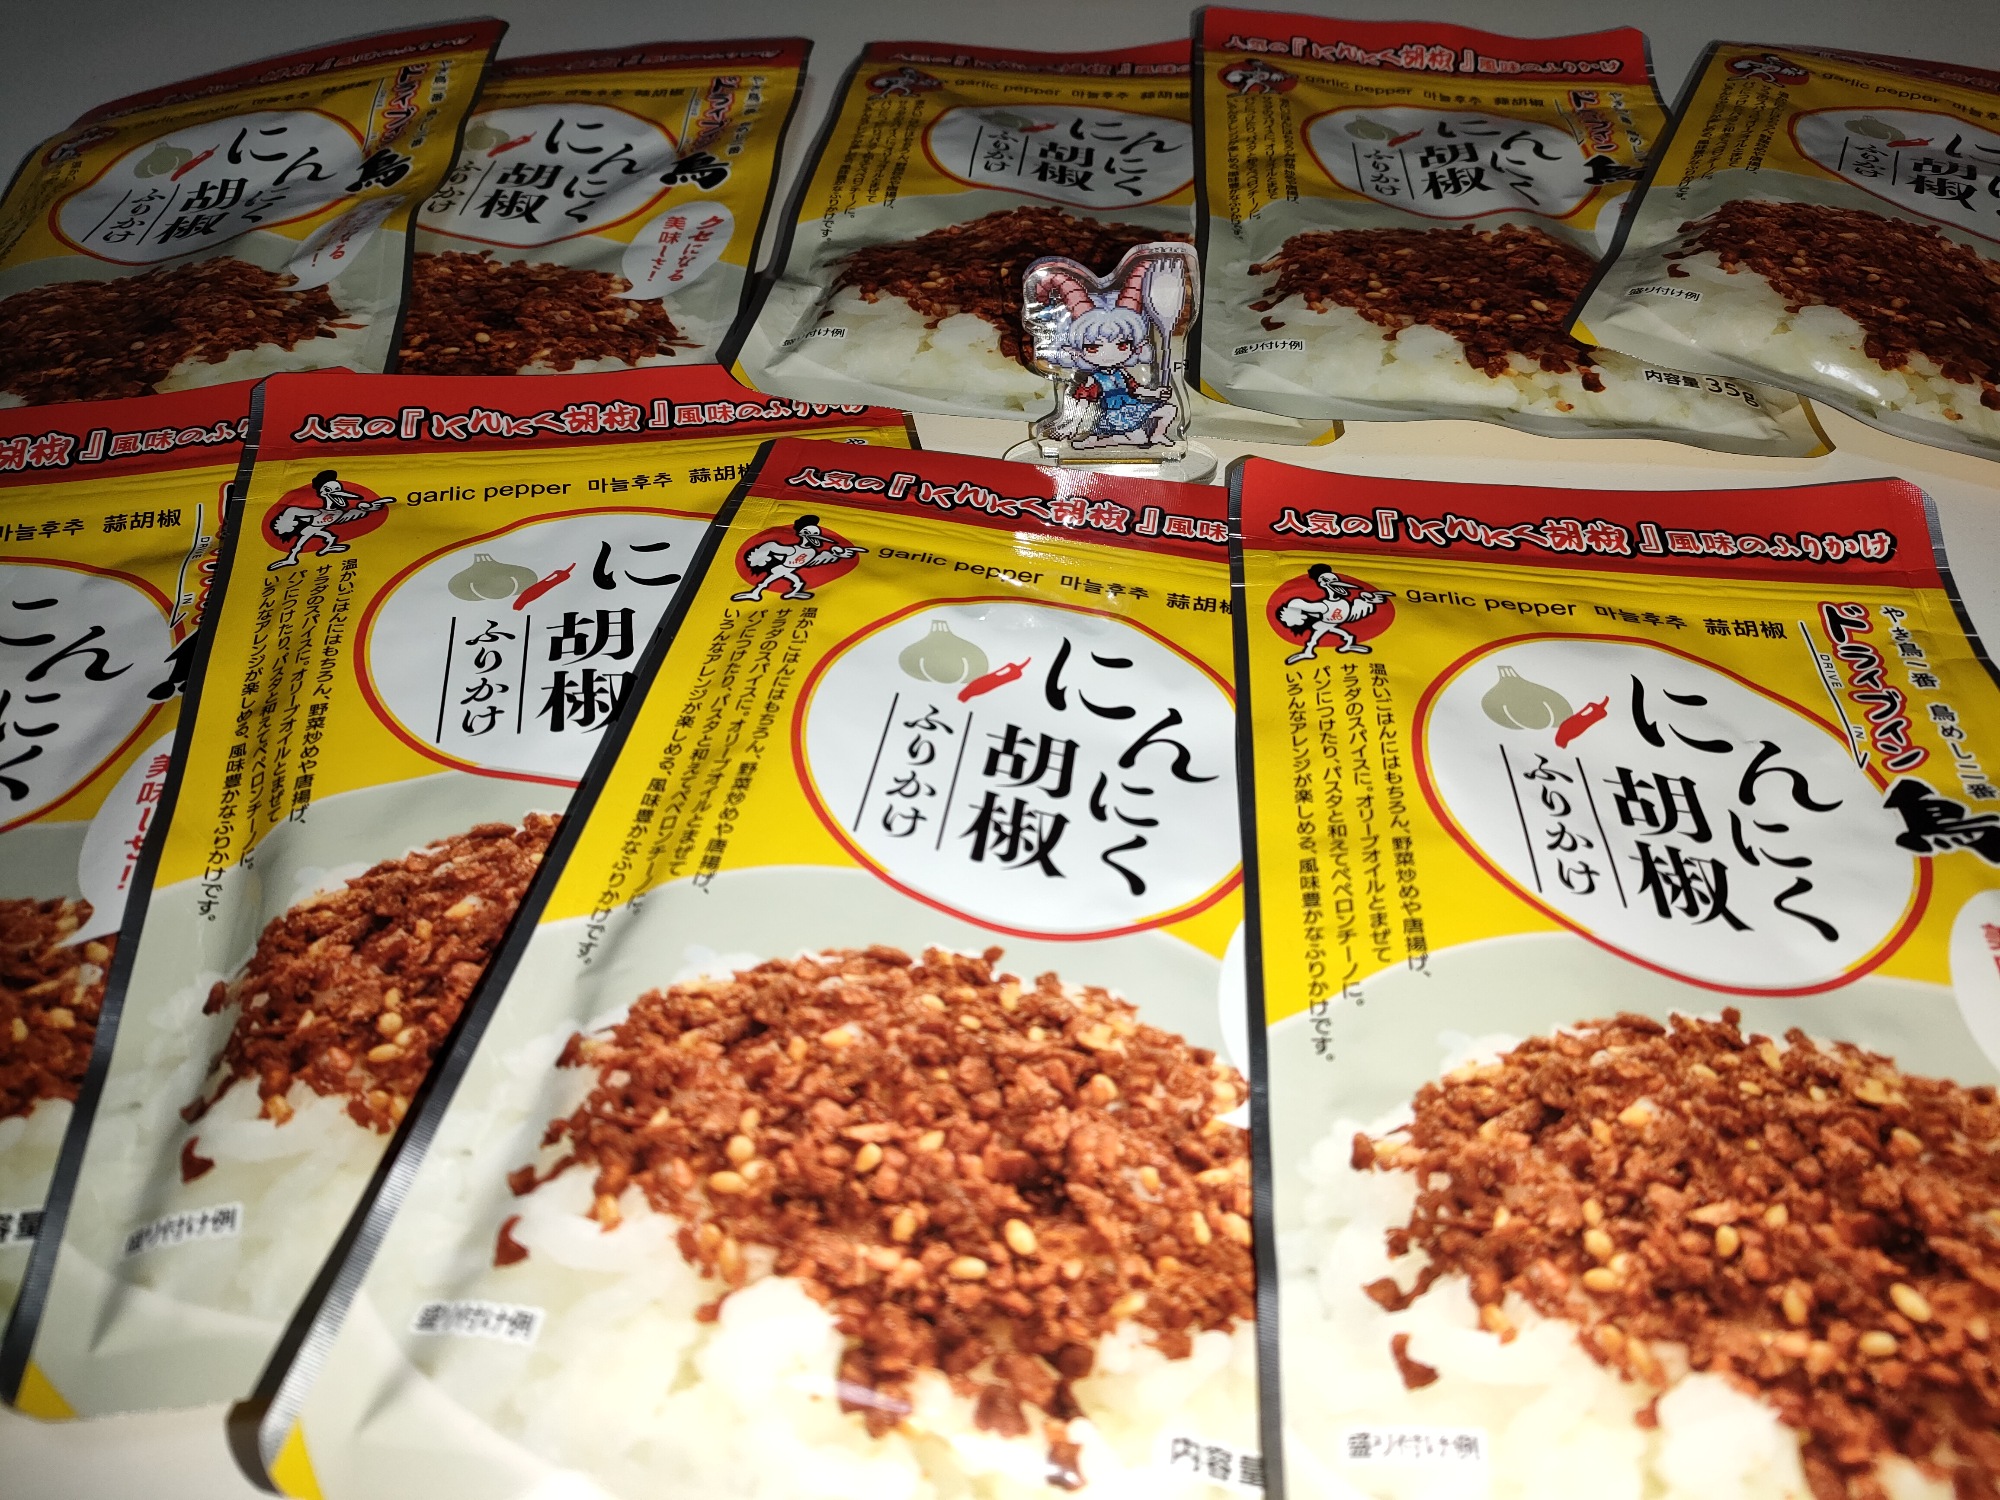 人気の『にんにく胡椒』風味のふりかけ
garlic pepper 마늘후추 蒜胡椒
やき鳥一番 鳥めし二番
ドライブイン
DRIVE IN
鳥
にんにく
胡椒
ふりかけ
温かいごはんにはもちろん、野菜炒めや唐揚げ、
サラダのスパイスに。オリーブオイルとまぜて
パンにつけたり、パスタと和えてペペロンチーノに。
いろんなアレンジが楽しめる、風味豊かなふりかけです。
クセになる
美味しさ!
盛り付け例
内容量 35g